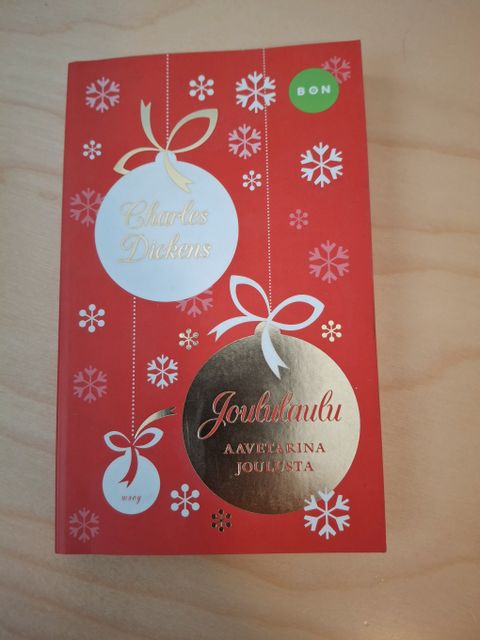 BON
Charles
Dickens
Joululaulu
AAVETARINA
JOULUSTA
wsoy